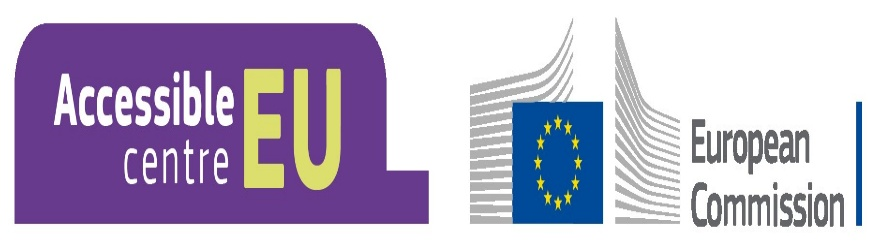 Accessible
centre
EU
European
Commission